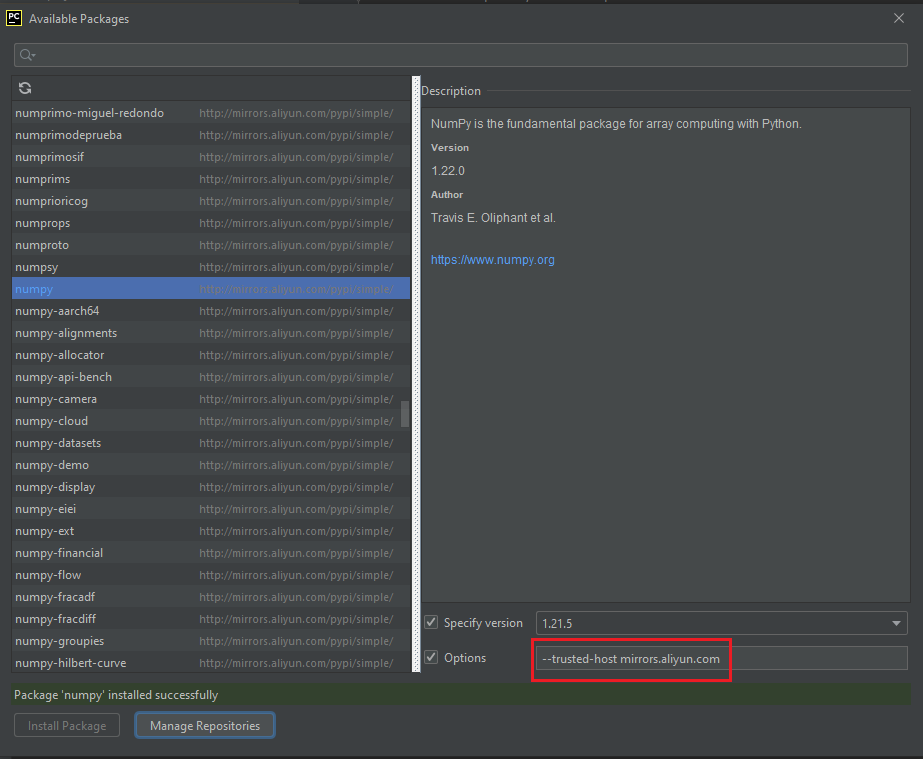 PC Available Packages
numprimo-miguel-redondo http://mirrors.aliyun.com/pypi/simple/
numprimodeprueba http://mirrors.aliyun.com/pypi/simple/
numprimosif http://mirrors.aliyun.com/pypi/simple/
numprims http://mirrors.aliyun.com/pypi/simple/
numprioricog http://mirrors.aliyun.com/pypi/simple/
numprops http://mirrors.aliyun.com/pypi/simple/
numproto http://mirrors.aliyun.com/pypi/simple/
numpsy http://mirrors.aliyun.com/pypi/simple/
numpy http://mirrors.aliyun.com/pypi/simple/
numpy-aarch64 http://mirrors.aliyun.com/pypi/simple/
numpy-alignments http://mirrors.aliyun.com/pypi/simple/
numpy-allocator http://mirrors.aliyun.com/pypi/simple/
numpy-api-bench http://mirrors.aliyun.com/pypi/simple/
numpy-camera http://mirrors.aliyun.com/pypi/simple/
numpy-cloud http://mirrors.aliyun.com/pypi/simple/
numpy-datasets http://mirrors.aliyun.com/pypi/simple/
numpy-demo http://mirrors.aliyun.com/pypi/simple/
numpy-display http://mirrors.aliyun.com/pypi/simple/
numpy-eiei http://mirrors.aliyun.com/pypi/simple/
numpy-ext http://mirrors.aliyun.com/pypi/simple/
numpy-financial http://mirrors.aliyun.com/pypi/simple/
numpy-flow http://mirrors.aliyun.com/pypi/simple/
numpy-fracadf http://mirrors.aliyun.com/pypi/simple/
numpy-fracdiff http://mirrors.aliyun.com/pypi/simple/
numpy-groupies http://mirrors.aliyun.com/pypi/simple/
numpy-hilbert-curve http://mirrors.aliyun.com/pypi/simple/
Description
NumPy is the fundamental package for array computing with Python.
Version
1.22.0
Author
Travis E. Oliphant et al.
https://www.numpy.org
Specify version 1.21.5
Options --trusted-host mirrors.aliyun.com
Package 'numpy' installed successfully
Install Package Manage Repositories